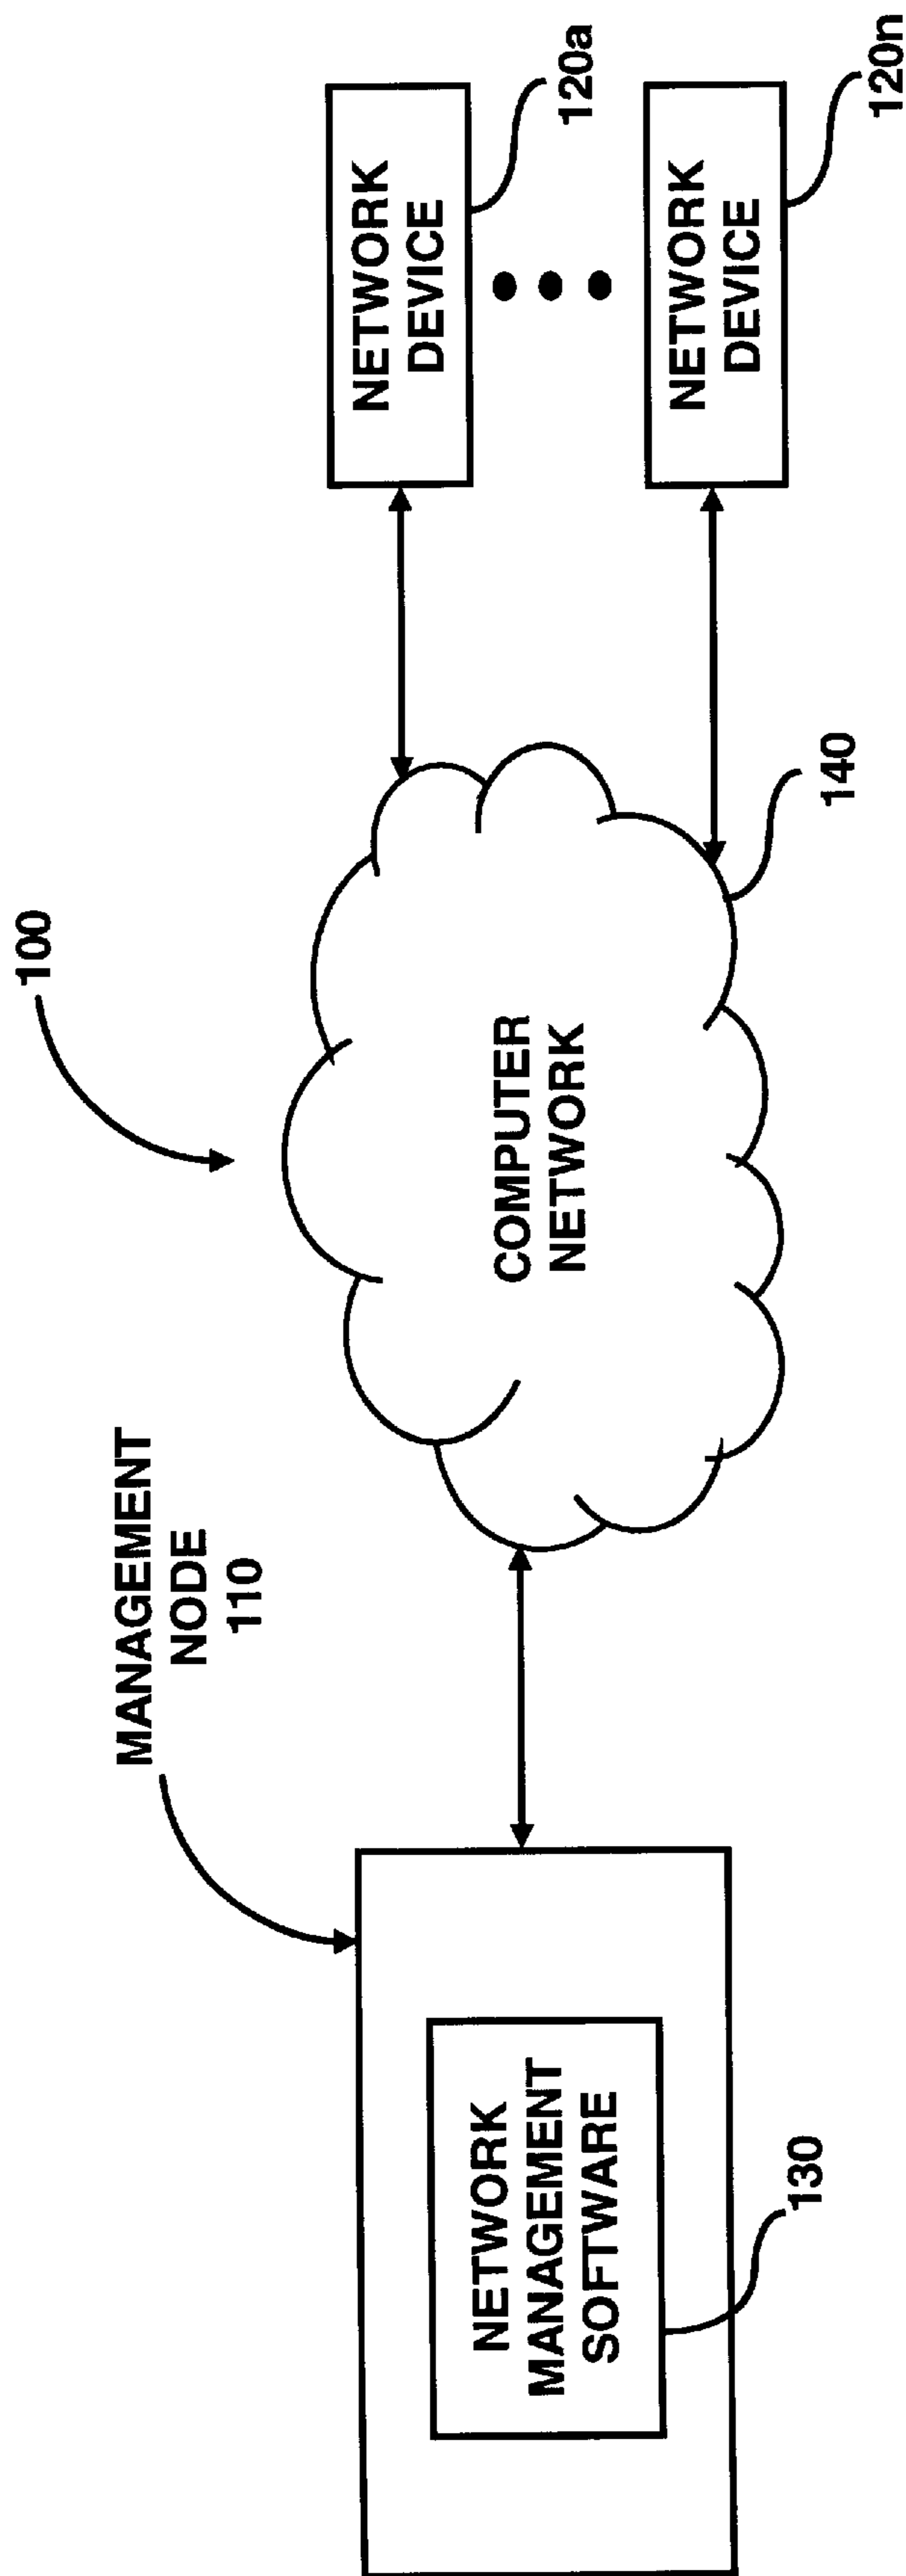 100
MANAGEMENT
NODE
110
NETWORK
MANAGEMENT
SOFTWARE
130
COMPUTER
NETWORK
140
NETWORK
DEVICE
120a
NETWORK
DEVICE
120n